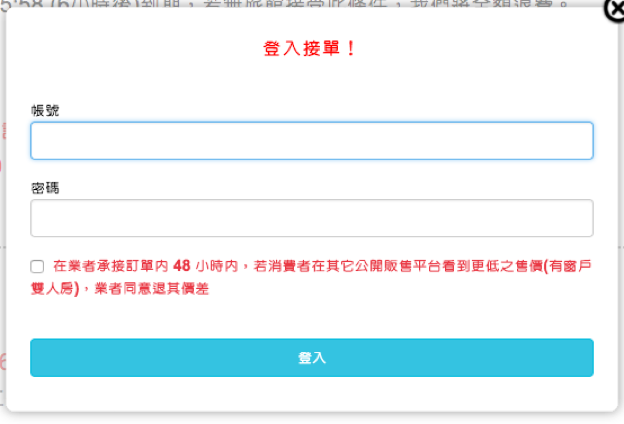 5:58 (6小時後)到期，若無旅館接受此條件，我們將全額退費。
登入接單！
帳號
密碼
在業者承接訂單內 48 小時內，若消費者在其它公開販售平台看到更低之售價(有窗戶
雙人房)，業者同意退其價差
登入